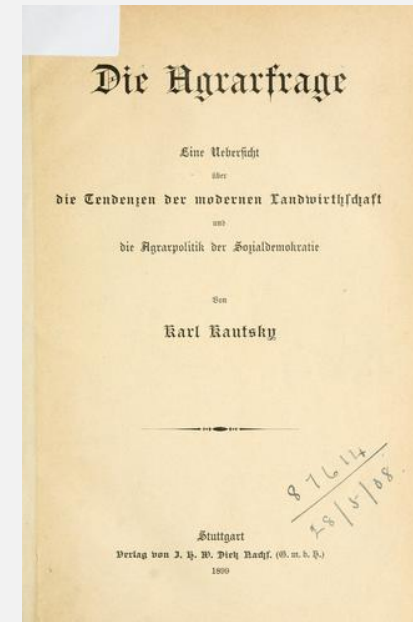 Die Agrarfrage
Eine Uebersicht
über
die Tendenzen der modernen Landwirthschaft
und
die Agrarpolitik der Sozialdemokratie
Von
Karl Kautsky
87614
28/5/08.
Stuttgart
Verlag von J. H. W. Dietz Nachf. (G. m. b. H.)
1899